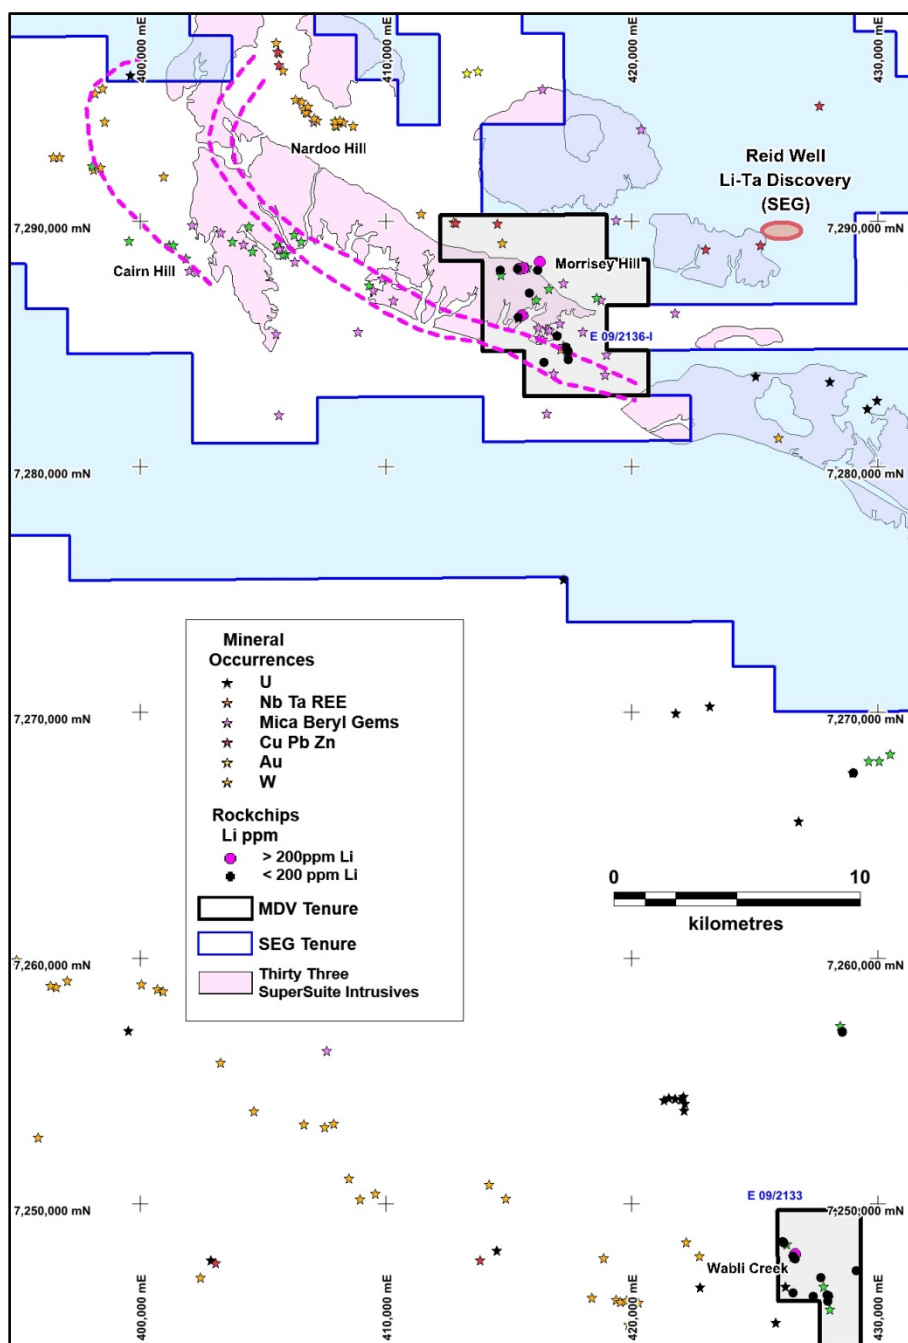 400,000 mE
410,000 mE
420,000 mE
430,000 mE
Nardoo Hill
Reid Well
Li-Ta Discovery
(SEG)
7,290,000 mN
7,290,000 mN
Cairn Hill
Morrisey Hill
E 09/2136-I
7,280,000 mN
7,280,000 mN
Mineral
Occurrences
U
Nb Ta REE
Mica Beryl Gems
Cu Pb Zn
Au
W
Rockchips
Li ppm
> 200ppm Li
< 200 ppm Li
MDV Tenure
SEG Tenure
Thirty Three
SuperSuite Intrusives
7,270,000 mN
7,270,000 mN
0
10
kilometres
7,260,000 mN
7,260,000 mN
E 09/2133
7,250,000 mN
7,250,000 mN
Wabli Creek
400,000 mE
410,000 mE
420,000 mE
430,000 mE